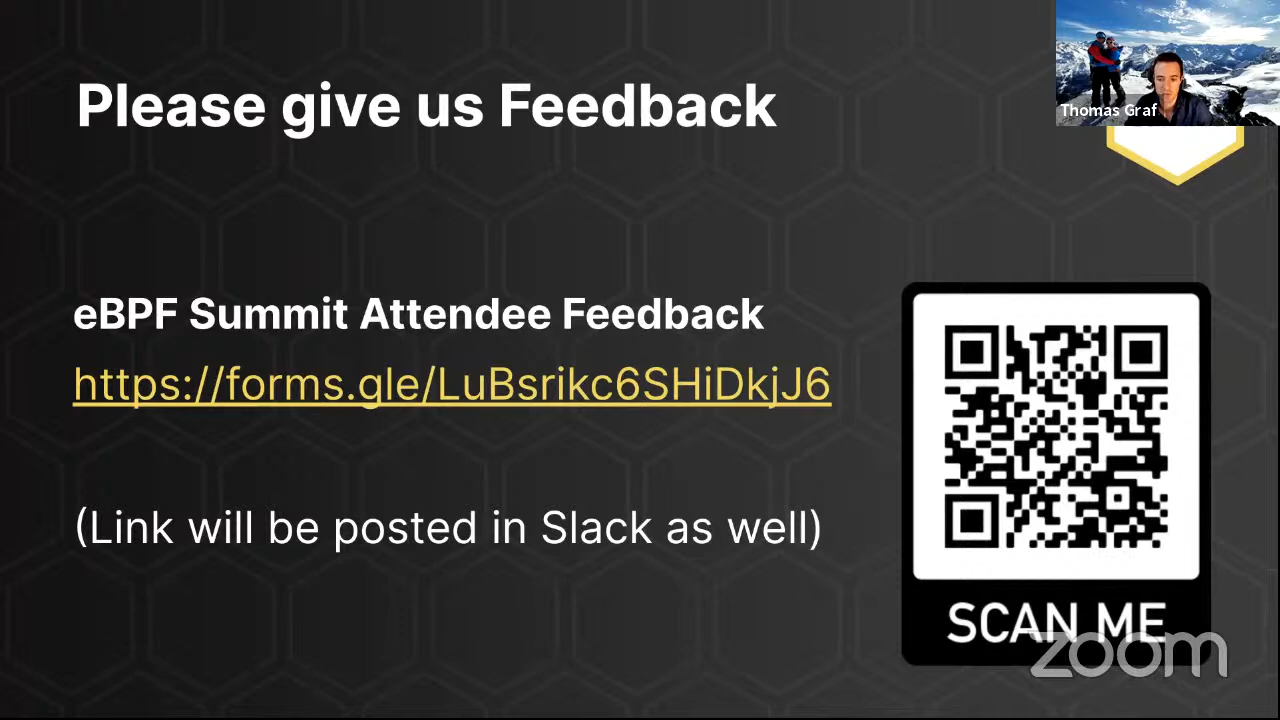 Please give us Feedback
Thomas Graf
eBPF Summit Attendee Feedback
https://forms.gle/LuBsrikc6SHiDkjJ6
(Link will be posted in Slack as well)
SCAN ME
zoom